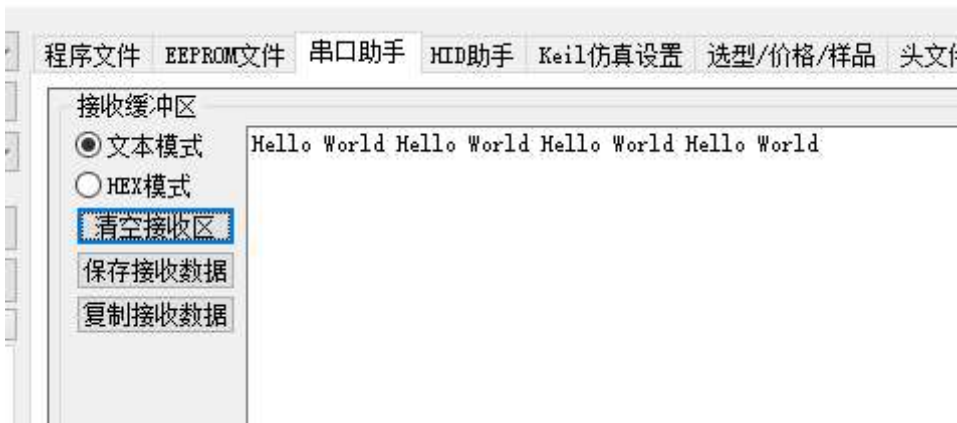 程序文件 EEPROM文件 串口助手 HID助手 Keil仿真设置 选型/价格/样品
接收缓冲区
文本模式
HEX模式
清空接收区
保存接收数据
复制接收数据
Hello World Hello World Hello World Hello World